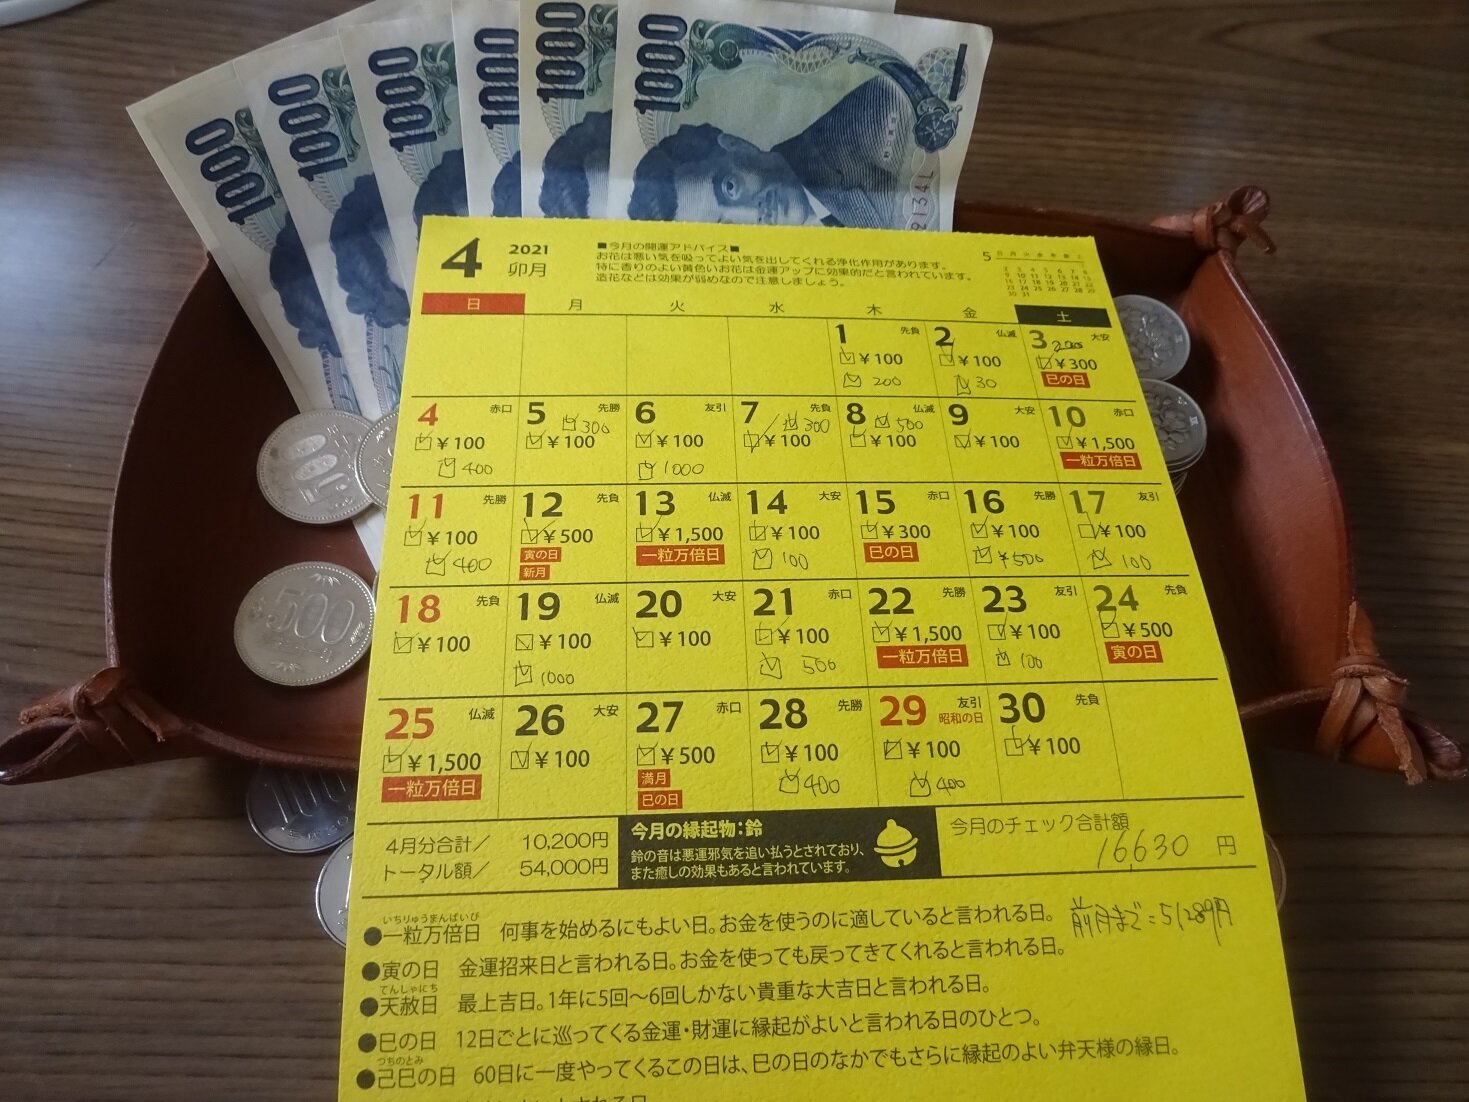 1000
1000
1000
1000
1000
1000
4 2021 卯月
■今月の開運アドバイス■
お花は悪い気を吸ってよい気を出してくれる浄化作用があります。
特に香りのよい黄色いお花は金運アップに効果的だと言われています。
造花などは効果が弱めなので注意しましょう。
5 日 月 火 水 木 金 土
日 月 火 水 木 金 土
1 先負 2 仏滅 3 大安
¥100 ¥100 ¥300
200 30 200
巳の日
4 赤口 5 先勝 6 友引 7 先負 8 仏滅 9 大安 10 赤口
300 300 500
¥100 ¥100 ¥100 ¥100 ¥100 ¥100 ¥1,500
400 1000 一粒万倍日
11 先勝 12 先負 13 仏滅 14 大安 15 赤口 16 先勝 17 友引
¥100 ¥500 ¥1,500 ¥100 ¥300 ¥100 ¥100
400 寅の日 一粒万倍日 100 巳の日 ¥500 100
新月
18 先負 19 仏滅 20 大安 21 赤口 22 先勝 23 友引 24 先負
¥100 ¥100 ¥100 ¥100 ¥1,500 ¥100 ¥500
1000 500 一粒万倍日 100 寅の日
25 仏滅 26 大安 27 赤口 28 先勝 29 友引 30 先負
昭和の日
¥1,500 ¥100 ¥500 ¥100 ¥100 ¥100
一粒万倍日 満月 400 400
巳の日
4月分合計/ 10,200円
トータル額/ 54,000円
今月の縁起物:鈴
鈴の音は悪運邪気を追い払うとされており、
また癒しの効果もあると言われています。
今月のチェック合計額
16,630 円
いちりゅうまんばいび
●一粒万倍日 何事を始めるにもよい日。お金を使うのに適していると言われる日。
前月まで:51289円
●寅の日 金運招来日と言われる日。お金を使っても戻ってきてくれると言われる日。
てんしゃにち
●天赦日 最上吉日。1年に5回〜6回しかない貴重な大吉日と言われる日。
●巳の日 12日ごとに巡ってくる金運・財運に縁起がよいと言われる日のひとつ。
つちのとみ
●己巳の日 60日に一度やってくるこの日は、巳の日のなかでもさらに縁起のよい弁天様の縁日。
500
500
100